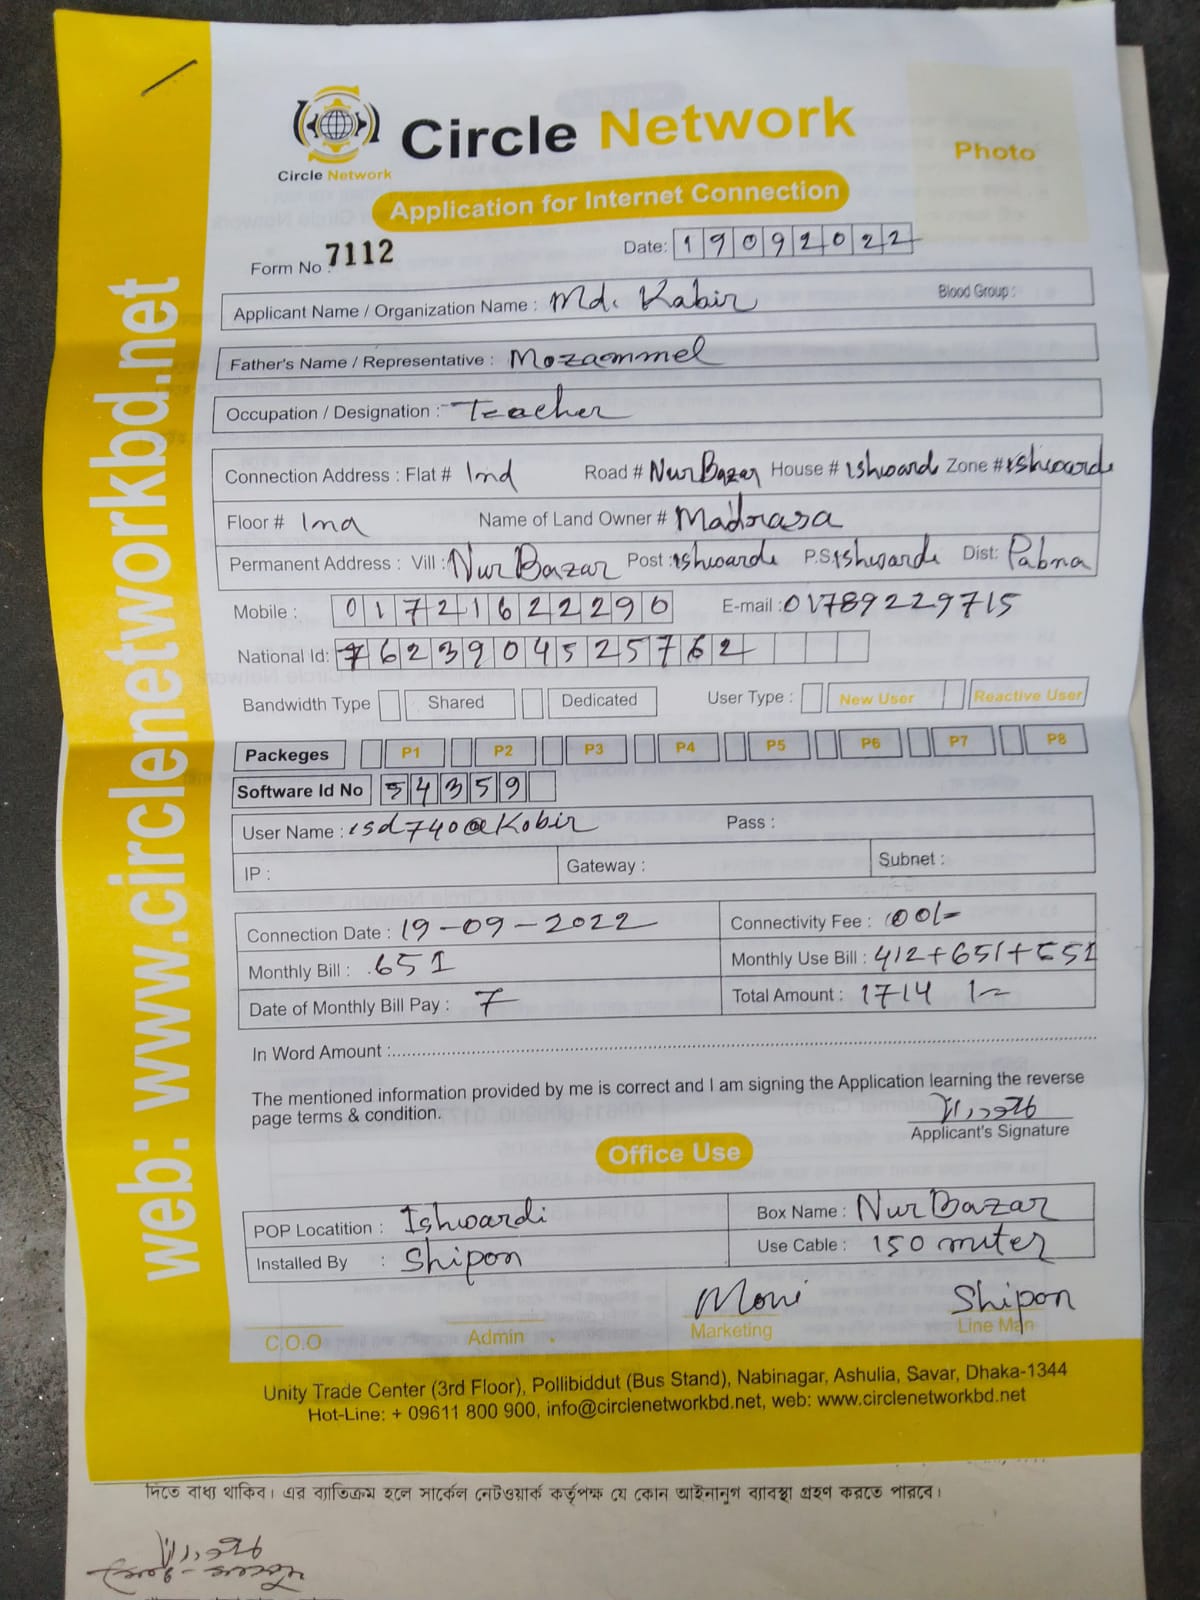 web: www.circlenetworkbd.net
Circle Network
Circle Network
Photo
Application for Internet Connection
Form No : 7112
Date: 19092022
Applicant Name / Organization Name : Md. Kabir Blood Group :
Father's Name / Representative : Mozammel
Occupation / Designation : Teacher
Connection Address : Flat # Ind Road # Nur Bazar House # Ishwardi Zone # Ishwardi
Floor # Ind Name of Land Owner # Madrasa
Permanent Address : Vill : Nur Bazar Post : Ishwardi P.S: Ishwardi Dist: Pabna
Mobile : 01721622290 E-mail : 01789229715
National Id: 7623904525762
Bandwidth Type Shared Dedicated User Type : New User Reactive User
Packeges P1 P2 P3 P4 P5 P6 P7 P8
Software Id No 54359
User Name : isd740@Kobir Pass :
IP : Gateway : Subnet :
Connection Date : 19-09-2022 Connectivity Fee : 00/-
Monthly Bill : 651 Monthly Use Bill : 412+651+651
Date of Monthly Bill Pay : 7 Total Amount : 1714 /-
In Word Amount :
The mentioned information provided by me is correct and I am signing the Application learning the reverse
page terms & condition.
Applicant's Signature
Office Use
POP Locatition : Ishwardi Box Name : Nur Bazar
Installed By : Shipon Use Cable : 150 miter
Moni Shipon
C.O.O Admin Marketing Line Man
Unity Trade Center (3rd Floor), Pollibiddut (Bus Stand), Nabinagar, Ashulia, Savar, Dhaka-1344
Hot-Line: + 09611 800 900, info@circlenetworkbd.net, web: www.circlenetworkbd.net
দিতে বাধ্য থাকিব। এর ব্যতিক্রম হলে সার্কেল নেটওয়ার্ক কর্তৃপক্ষ যে কোন আইনানুগ ব্যাবস্থা গ্রহণ করতে পারবে।